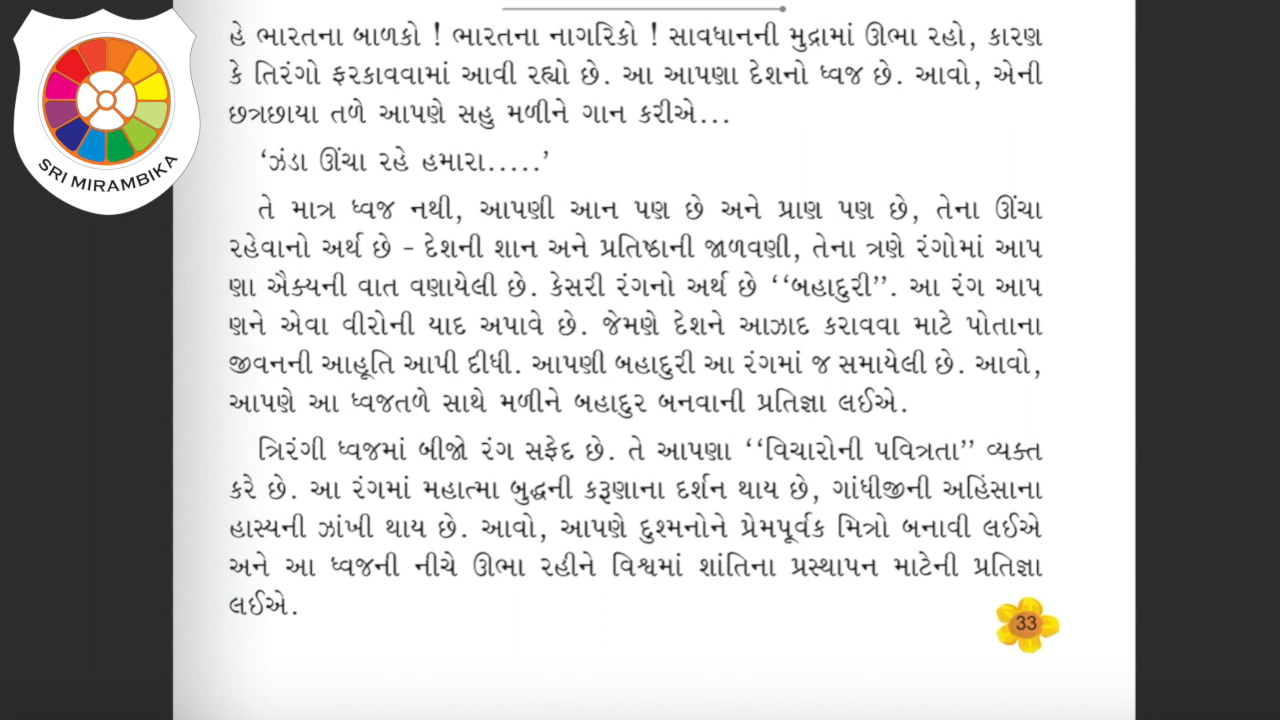 SRI MIRAMBIKA
હે ભારતના બાળકો ! ભારતના નાગરિકો ! સાવધાનની મુદ્રામાં ઊભા રહો, કારણ
કે તિરંગો ફરકાવવામાં આવી રહ્યો છે. આ આપણા દેશનો ધ્વજ છે. આવો, એની
છત્રછાયા તળે આપણે સહુ મળીને ગાન કરીએ...
‘ઝંડા ઊંચા રહે હમારા.....’
તે માત્ર ધ્વજ નથી, આપણી આન પણ છે અને પ્રાણ પણ છે, તેના ઊંચા
રહેવાનો અર્થ છે - દેશની શાન અને પ્રતિષ્ઠાની જાળવણી, તેના ત્રણે રંગોમાં આપ
ણા ઐક્યની વાત વણાયેલી છે. કેસરી રંગનો અર્થ છે ‘‘બહાદુરી’’. આ રંગ આપ
ણને એવા વીરોની યાદ અપાવે છે. જેમણે દેશને આઝાદ કરાવવા માટે પોતાના
જીવનની આહૂતિ આપી દીધી. આપણી બહાદુરી આ રંગમાં જ સમાયેલી છે. આવો,
આપણે આ ધ્વજતળે સાથે મળીને બહાદુર બનવાની પ્રતિજ્ઞા લઈએ.
ત્રિરંગી ધ્વજમાં બીજો રંગ સફેદ છે. તે આપણા ‘‘વિચારોની પવિત્રતા’’ વ્યક્ત
કરે છે. આ રંગમાં મહાત્મા બુદ્ધની કરૂણાના દર્શન થાય છે, ગાંધીજીની અહિંસાના
હાસ્યની ઝાંખી થાય છે. આવો, આપણે દુશ્મનોને પ્રેમપૂર્વક મિત્રો બનાવી લઈએ
અને આ ધ્વજની નીચે ઊભા રહીને વિશ્વમાં શાંતિના પ્રસ્થાપન માટેની પ્રતિજ્ઞા
લઈએ.
33